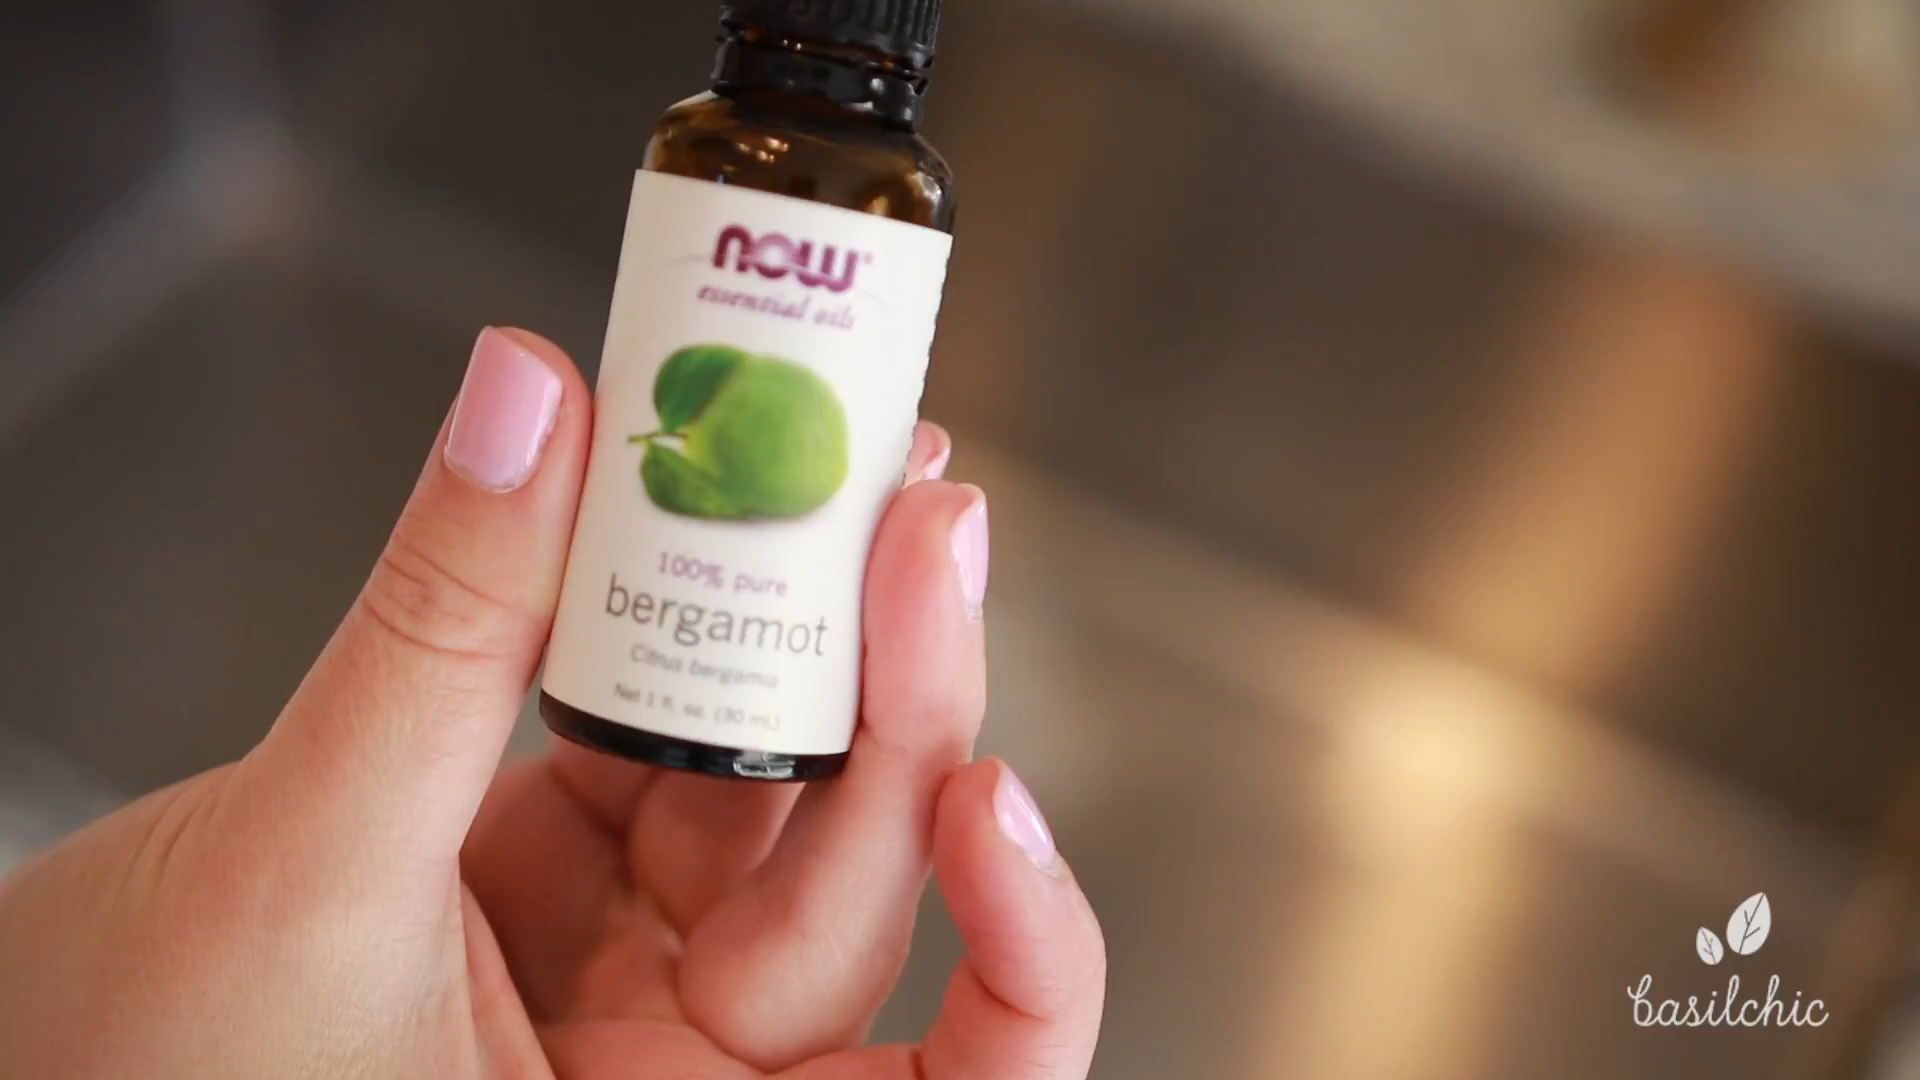 now
essential oils
100% pure
bergamot
Citrus bergamia
Net 1 fl. oz. (30 mL)
basilchic